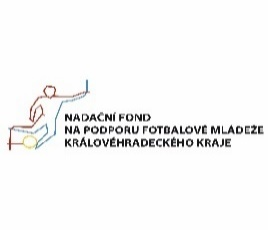 NADAČNÍ FOND
NA PODPORU FOTBALOVÉ MLÁDEŽE
KRÁLOVÉHRADECKÉHO KRAJE